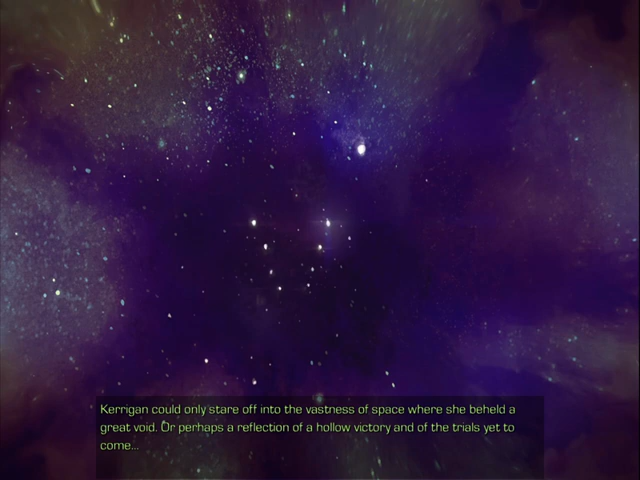 Kerrigan could only stare off into the vastness of space where she beheld a
great void. Or perhaps a reflection of a hollow victory and of the trials yet to
come...